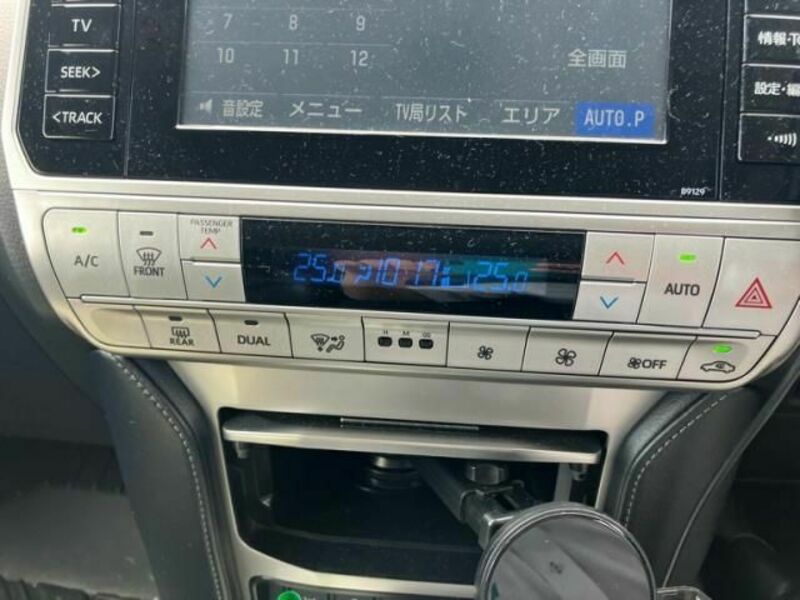 TV
7 8 9
10 11 12
全画面
SEEK>
<TRACK
音設定 メニュー TV局リスト エリア AUTO.P
情報・
設定・編
B9129
PASSENGER
TEMP
A/C
FRONT
25.0 10:17 25.0
AUTO
REAR
DUAL
H M 00
OFF